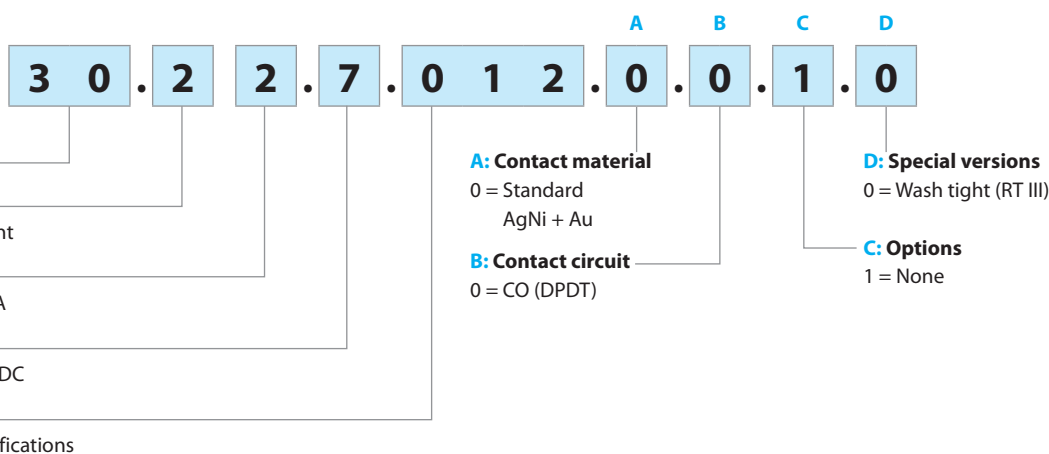 A B C D
3 0 . 2 2 . 7 . 0 1 2 . 0 . 0 . 1 . 0
A: Contact material
0 = Standard
AgNi + Au
B: Contact circuit
0 = CO (DPDT)
D: Special versions
0 = Wash tight (RT III)
C: Options
1 = None
nt
A
DC
fications